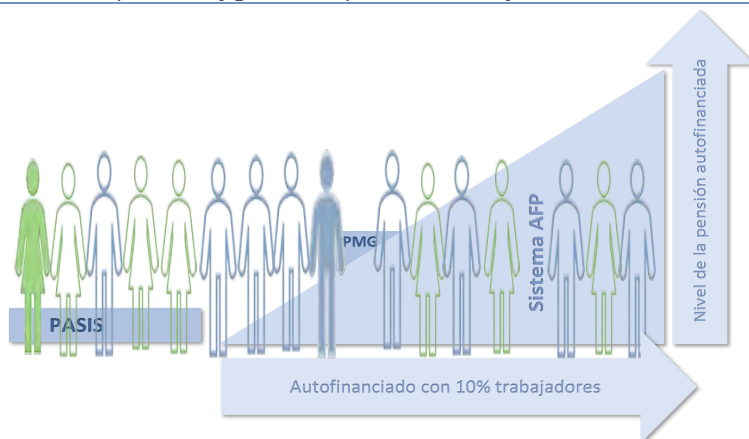 PASIS
PMG
Sistema AFP
Nivel de la pensión autofinanciada
Autofinanciado con 10% trabajadores